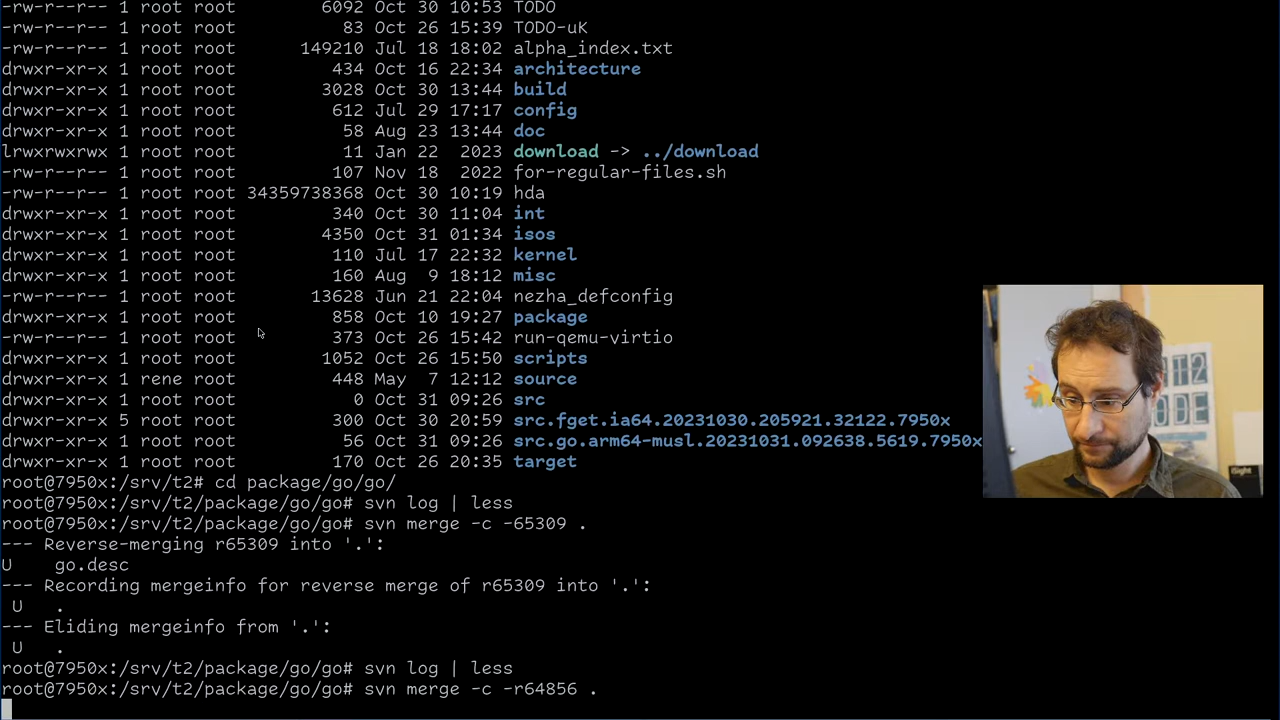 -rw-r--r-- 1 root root 6092 Oct 30 10:53 TODO
-rw-r--r-- 1 root root 83 Oct 26 15:39 TODO-uK
-rw-r--r-- 1 root root 149210 Jul 18 18:02 alpha_index.txt
drwxr-xr-x 1 root root 434 Oct 16 22:34 architecture
drwxr-xr-x 1 root root 3028 Oct 30 13:44 build
drwxr-xr-x 1 root root 612 Jul 29 17:17 config
drwxr-xr-x 1 root root 58 Aug 23 13:44 doc
lrwxrwxrwx 1 root root 11 Jan 22 2023 download -> ../download
-rw-r--r-- 1 root root 107 Nov 18 2022 for-regular-files.sh
-rw-r--r-- 1 root root 34359738368 Oct 30 10:19 hda
drwxr-xr-x 1 root root 340 Oct 30 11:04 int
drwxr-xr-x 1 root root 4350 Oct 31 01:34 isos
drwxr-xr-x 1 root root 110 Jul 17 22:32 kernel
drwxr-xr-x 1 root root 160 Aug 9 18:12 misc
-rw-r--r-- 1 root root 13628 Jun 21 22:04 nezha_defconfig
drwxr-xr-x 1 root root 858 Oct 10 19:27 package
-rw-r--r-- 1 root root 373 Oct 26 15:42 run-qemu-virtio
drwxr-xr-x 1 root root 1052 Oct 26 15:50 scripts
drwxr-xr-x 1 rene root 448 May 7 12:12 source
drwxr-xr-x 1 root root 0 Oct 31 09:26 src
drwxr-xr-x 5 root root 300 Oct 30 20:59 src.fget.ia64.20231030.205921.32122.7950x
drwxr-xr-x 1 root root 56 Oct 31 09:26 src.go.arm64-musl.20231031.092638.5619.7950x
drwxr-xr-x 1 root root 170 Oct 26 20:35 target
root@7950x:/srv/t2# cd package/go/go/
root@7950x:/srv/t2/package/go/go# svn log | less
root@7950x:/srv/t2/package/go/go# svn merge -c -65309 .
--- Reverse-merging r65309 into '.':
U go.desc
--- Recording mergeinfo for reverse merge of r65309 into '.':
U .
--- Eliding mergeinfo from '.':
U .
root@7950x:/srv/t2/package/go/go# svn log | less
root@7950x:/srv/t2/package/go/go# svn merge -c -r64856 .